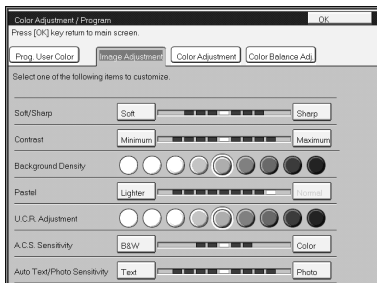 Color Adjustment / Program OK
Press [OK] key return to main screen.
Prog. User Color Image Adjustment Color Adjustment Color Balance Adj.
Select one of the following items to customize.
Soft/Sharp Soft Sharp
Contrast Minimum Maximum
Background Density
Pastel Lighter Normal
U.C.R. Adjustment
A.C.S. Sensitivity B&W Color
Auto Text/Photo Sensitivity Text Photo